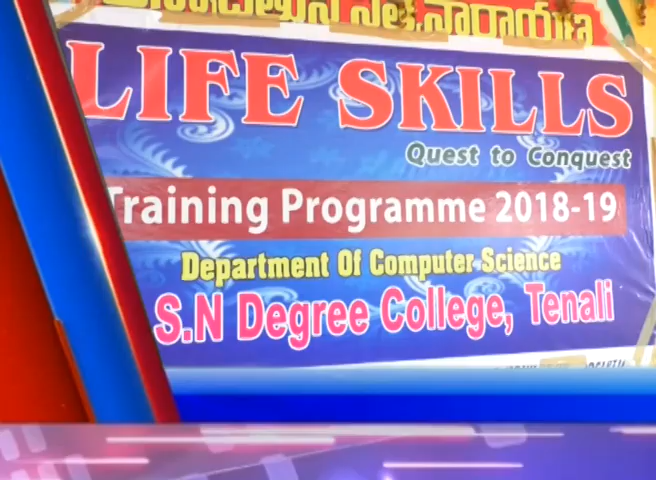 LIFE SKILLS
Quest to Conquest
Training Programme 2018-19
Department Of Computer Science
S.N Degree College, Tenali